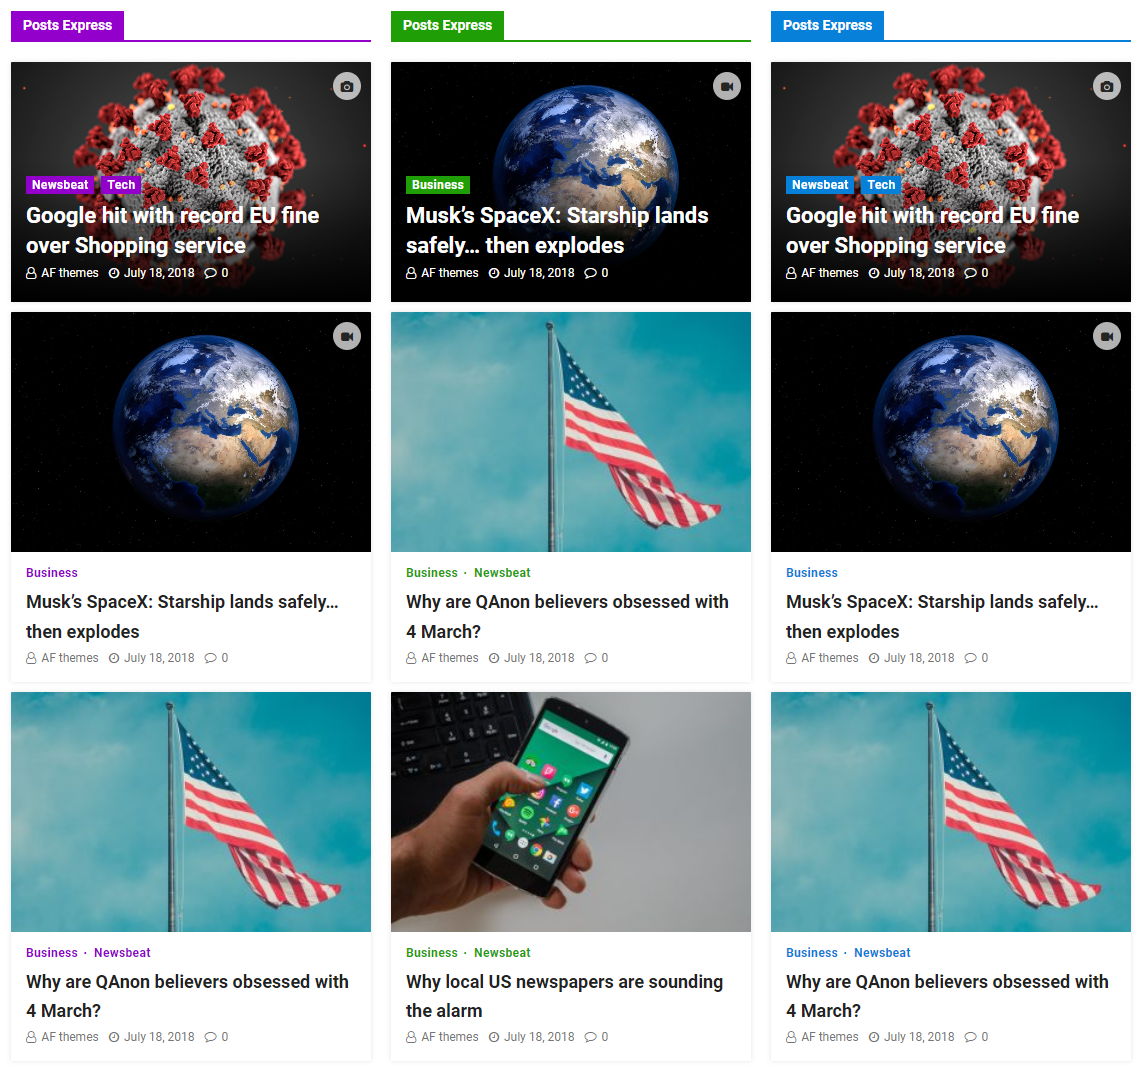 Posts Express
Newsbeat Tech
Google hit with record EU fine
over Shopping service
AF themes July 18, 2018 0
Business
Musk’s SpaceX: Starship lands safely…
then explodes
AF themes July 18, 2018 0
Business · Newsbeat
Why are QAnon believers obsessed with
4 March?
AF themes July 18, 2018 0
Posts Express
Business
Musk’s SpaceX: Starship lands
safely… then explodes
AF themes July 18, 2018 0
Business · Newsbeat
Why are QAnon believers obsessed with
4 March?
AF themes July 18, 2018 0
Google
Business · Newsbeat
Why local US newspapers are sounding
the alarm
AF themes July 18, 2018 0
Posts Express
Newsbeat Tech
Google hit with record EU fine
over Shopping service
AF themes July 18, 2018 0
Business
Musk’s SpaceX: Starship lands safely…
then explodes
AF themes July 18, 2018 0
Business · Newsbeat
Why are QAnon believers obsessed with
4 March?
AF themes July 18, 2018 0